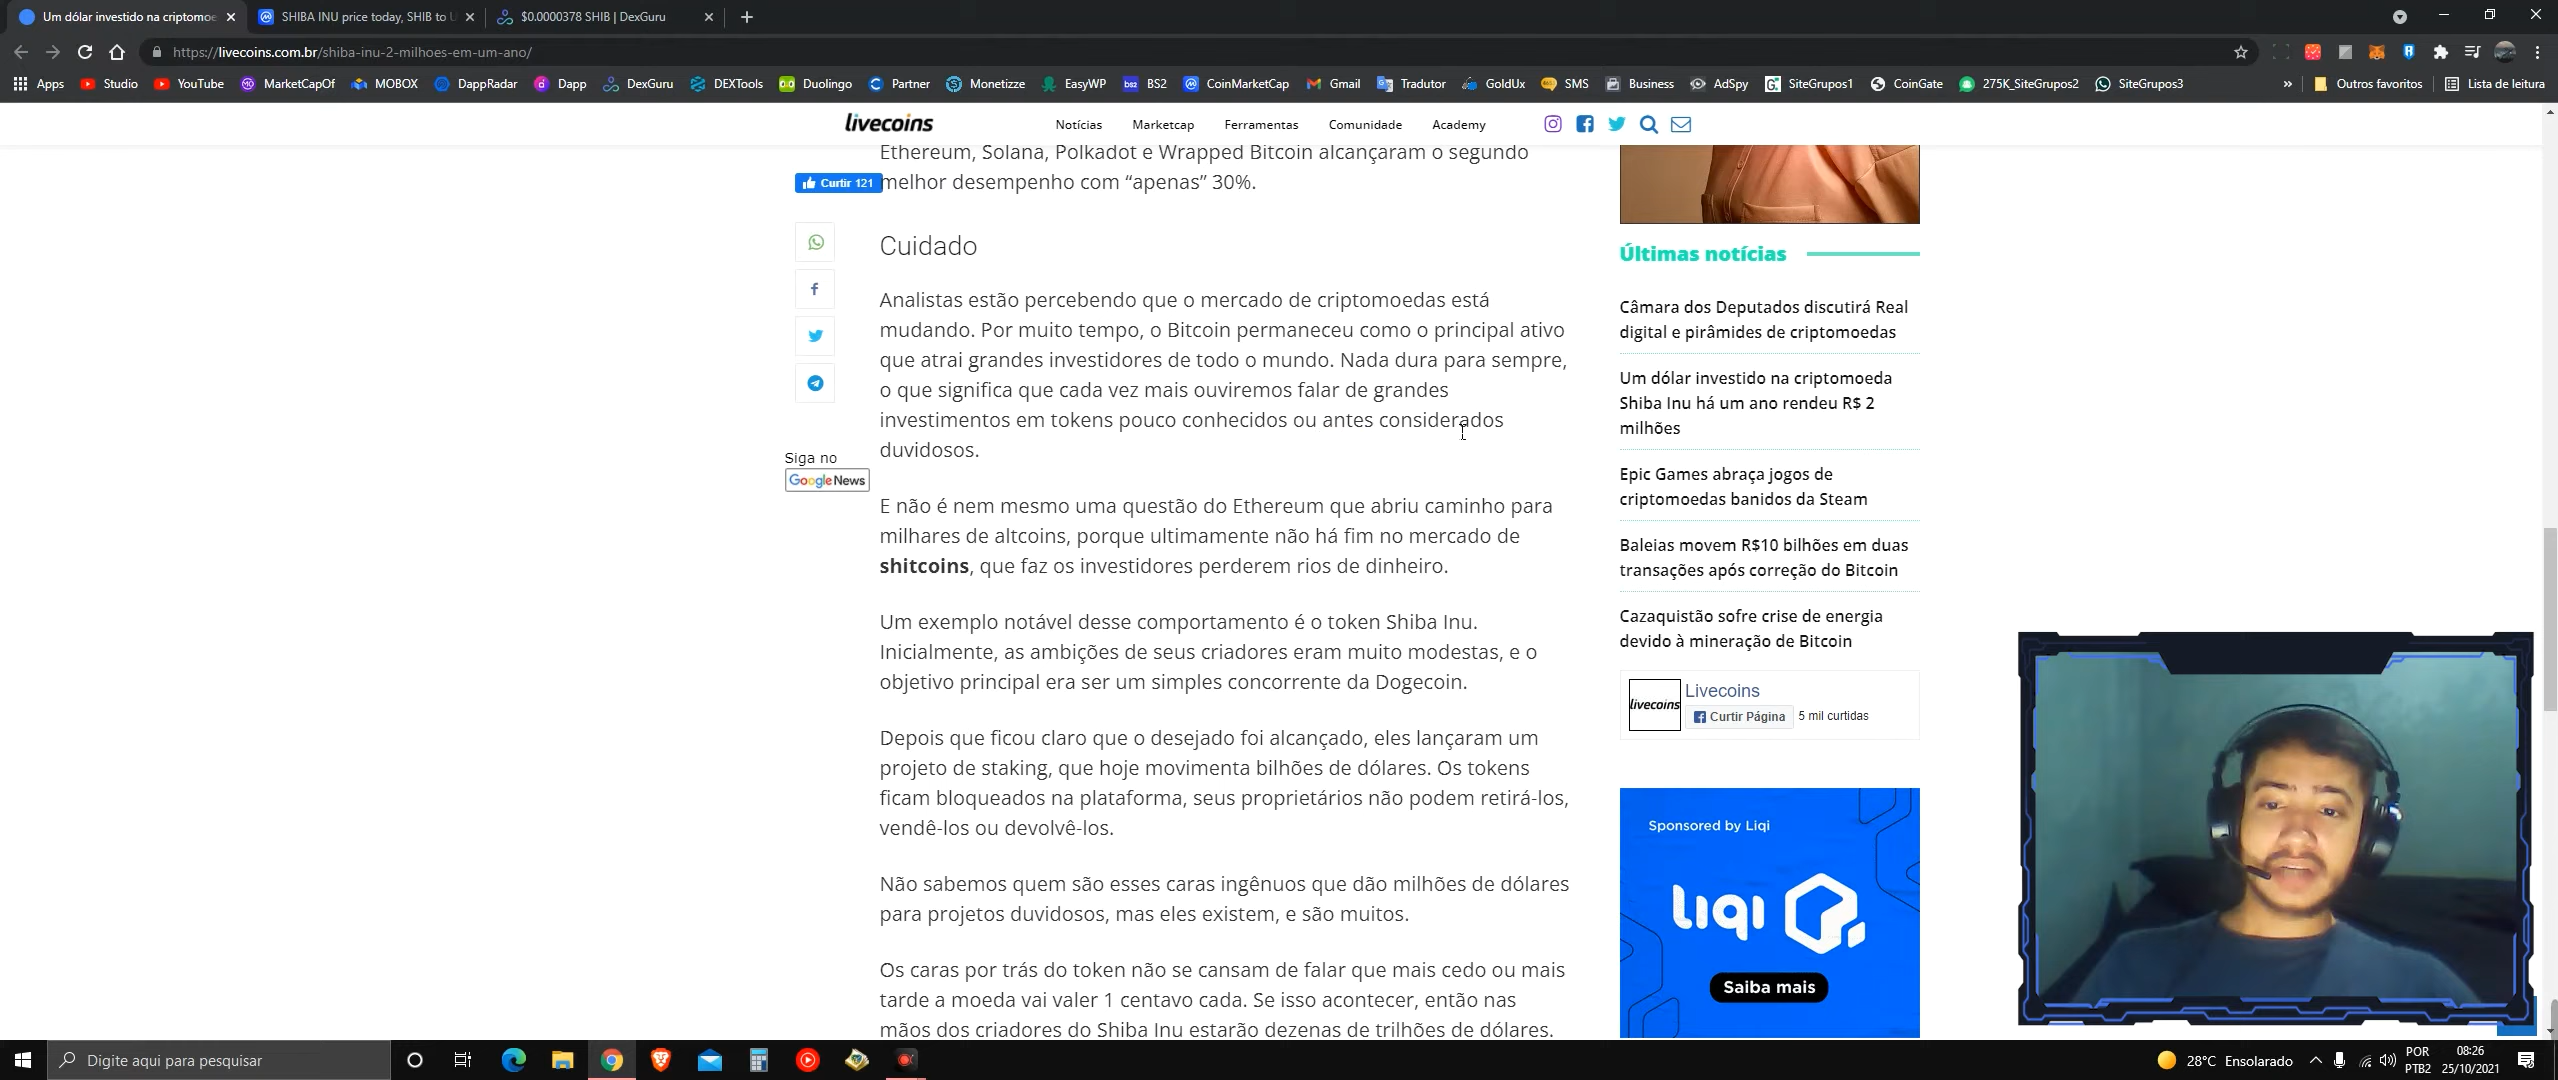 Um dólar investido na criptomoe
SHIBA INU price today, SHIB to U
$0.0000378 SHIB | DexGuru
https://livecoins.com.br/shiba-inu-2-milhoes-em-um-ano/
Apps
Studio
YouTube
MarketCapOf
MOBOX
DappRadar
Dapp
DexGuru
DEXTools
Duolingo
Partner
Monetizze
EasyWP
BS2
CoinMarketCap
Gmail
Tradutor
GoldUx
SMS
Business
AdSpy
SiteGrupos1
CoinGate
275K_SiteGrupos2
SiteGrupos3
»
Outros favoritos
Lista de leitura
livecoins
Notícias
Marketcap
Ferramentas
Comunidade
Academy
Ethereum, Solana, Polkadot e Wrapped Bitcoin alcançaram o segundo
melhor desempenho com “apenas” 30%.
Curtir 121
Siga no
Google News
Cuidado
Analistas estão percebendo que o mercado de criptomoedas está
mudando. Por muito tempo, o Bitcoin permaneceu como o principal ativo
que atrai grandes investidores de todo o mundo. Nada dura para sempre,
o que significa que cada vez mais ouviremos falar de grandes
investimentos em tokens pouco conhecidos ou antes considerados
duvidosos.
E não é nem mesmo uma questão do Ethereum que abriu caminho para
milhares de altcoins, porque ultimamente não há fim no mercado de
shitcoins, que faz os investidores perderem rios de dinheiro.
Um exemplo notável desse comportamento é o token Shiba Inu.
Inicialmente, as ambições de seus criadores eram muito modestas, e o
objetivo principal era ser um simples concorrente da Dogecoin.
Depois que ficou claro que o desejado foi alcançado, eles lançaram um
projeto de staking, que hoje movimenta bilhões de dólares. Os tokens
ficam bloqueados na plataforma, seus proprietários não podem retirá-los,
vendê-los ou devolvê-los.
Não sabemos quem são esses caras ingênuos que dão milhões de dólares
para projetos duvidosos, mas eles existem, e são muitos.
Os caras por trás do token não se cansam de falar que mais cedo ou mais
tarde a moeda vai valer 1 centavo cada. Se isso acontecer, então nas
mãos dos criadores do Shiba Inu estarão dezenas de trilhões de dólares.
Últimas notícias
Câmara dos Deputados discutirá Real
digital e pirâmides de criptomoedas
Um dólar investido na criptomoeda
Shiba Inu há um ano rendeu R$ 2
milhões
Epic Games abraça jogos de
criptomoedas banidos da Steam
Baleias movem R$10 bilhões em duas
transações após correção do Bitcoin
Cazaquistão sofre crise de energia
devido à mineração de Bitcoin
livecoins
Livecoins
Curtir Página
5 mil curtidas
Sponsored by Liqi
liqi
Saiba mais
Digite aqui para pesquisar
28°C Ensolarado
POR
PTB2
08:26
25/10/2021